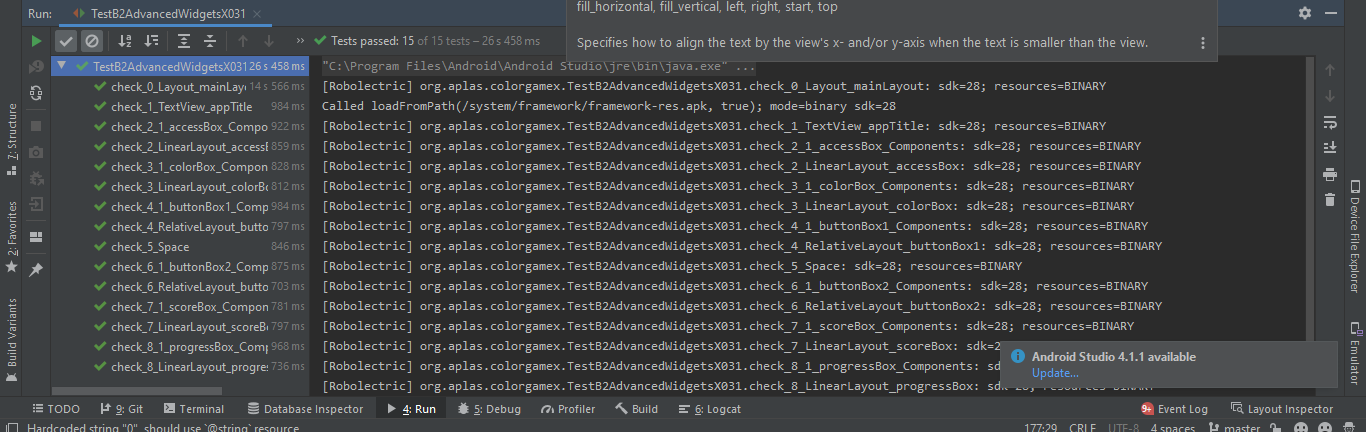 fill_horizontal, fill_vertical, left, right, start, top
Run: TestB2AdvancedWidgetsX031
Specifies how to align the text by the view's x- and/or y-axis when the text is smaller than the view.
Tests passed: 15 of 15 tests – 26 s 458 ms
TestB2AdvancedWidgetsX031 26 s 458 ms
check_0_Layout_mainLayo 14 s 566 ms
check_1_TextView_appTitle 984 ms
check_2_1_accessBox_Compo 922 ms
check_2_LinearLayout_accessB 859 ms
check_3_1_colorBox_Compon 828 ms
check_3_LinearLayout_colorBo 812 ms
check_4_1_buttonBox1_Comp 984 ms
check_4_RelativeLayout_butto 797 ms
check_5_Space 846 ms
check_6_1_buttonBox2_Comp 875 ms
check_6_RelativeLayout_butto 703 ms
check_7_1_scoreBox_Compon 781 ms
check_7_LinearLayout_scoreBo 797 ms
check_8_1_progressBox_Comp 968 ms
check_8_LinearLayout_progres 736 ms
"C:\Program Files\Android\Android Studio\jre\bin\java.exe" ...
[Robolectric] org.aplas.colorgamex.TestB2AdvancedWidgetsX031.check_0_Layout_mainLayout: sdk=28; resources=BINARY
Called loadFromPath(/system/framework/framework-res.apk, true); mode=binary sdk=28
[Robolectric] org.aplas.colorgamex.TestB2AdvancedWidgetsX031.check_1_TextView_appTitle: sdk=28; resources=BINARY
[Robolectric] org.aplas.colorgamex.TestB2AdvancedWidgetsX031.check_2_1_accessBox_Components: sdk=28; resources=BINARY
[Robolectric] org.aplas.colorgamex.TestB2AdvancedWidgetsX031.check_2_LinearLayout_accessBox: sdk=28; resources=BINARY
[Robolectric] org.aplas.colorgamex.TestB2AdvancedWidgetsX031.check_3_1_colorBox_Components: sdk=28; resources=BINARY
[Robolectric] org.aplas.colorgamex.TestB2AdvancedWidgetsX031.check_3_LinearLayout_colorBox: sdk=28; resources=BINARY
[Robolectric] org.aplas.colorgamex.TestB2AdvancedWidgetsX031.check_4_1_buttonBox1_Components: sdk=28; resources=BINARY
[Robolectric] org.aplas.colorgamex.TestB2AdvancedWidgetsX031.check_4_RelativeLayout_buttonBox1: sdk=28; resources=BINARY
[Robolectric] org.aplas.colorgamex.TestB2AdvancedWidgetsX031.check_5_Space: sdk=28; resources=BINARY
[Robolectric] org.aplas.colorgamex.TestB2AdvancedWidgetsX031.check_6_1_buttonBox2_Components: sdk=28; resources=BINARY
[Robolectric] org.aplas.colorgamex.TestB2AdvancedWidgetsX031.check_6_RelativeLayout_buttonBox2: sdk=28; resources=BINARY
[Robolectric] org.aplas.colorgamex.TestB2AdvancedWidgetsX031.check_7_1_scoreBox_Components: sdk=28; resources=BINARY
[Robolectric] org.aplas.colorgamex.TestB2AdvancedWidgetsX031.check_7_LinearLayout_scoreBox: sdk=2
[Robolectric] org.aplas.colorgamex.TestB2AdvancedWidgetsX031.check_8_1_progressBox_Components: sd
[Robolectric] org.aplas.colorgamex.TestB2AdvancedWidgetsX031.check_8_LinearLayout_progressBox: sdk=28; resources=BINARY
Android Studio 4.1.1 available
Update...
7: Structure
2: Favorites
Build Variants
Device File Explorer
Emulator
TODO 9: Git Terminal Database Inspector 4: Run 5: Debug Profiler Build 6: Logcat 9+ Event Log Layout Inspector
Hardcoded string "0", should use `@string` resource 177:29 CRLF UTF-8 4 spaces master